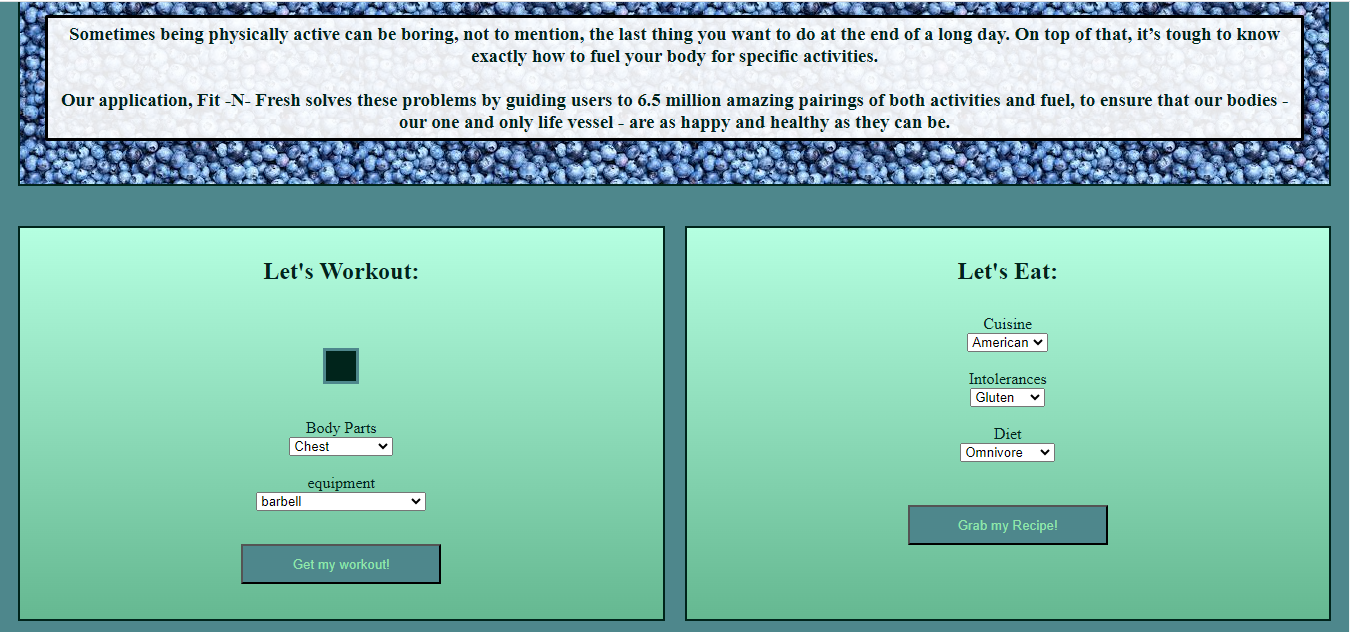 Sometimes being physically active can be boring, not to mention, the last thing you want to do at the end of a long day. On top of that, it’s tough to know
exactly how to fuel your body for specific activities.
Our application, Fit -N- Fresh solves these problems by guiding users to 6.5 million amazing pairings of both activities and fuel, to ensure that our bodies -
our one and only life vessel - are as happy and healthy as they can be.
Let's Workout:
Body Parts
Chest
equipment
barbell
Get my workout!
Let's Eat:
Cuisine
American
Intolerances
Gluten
Diet
Omnivore
Grab my Recipe!